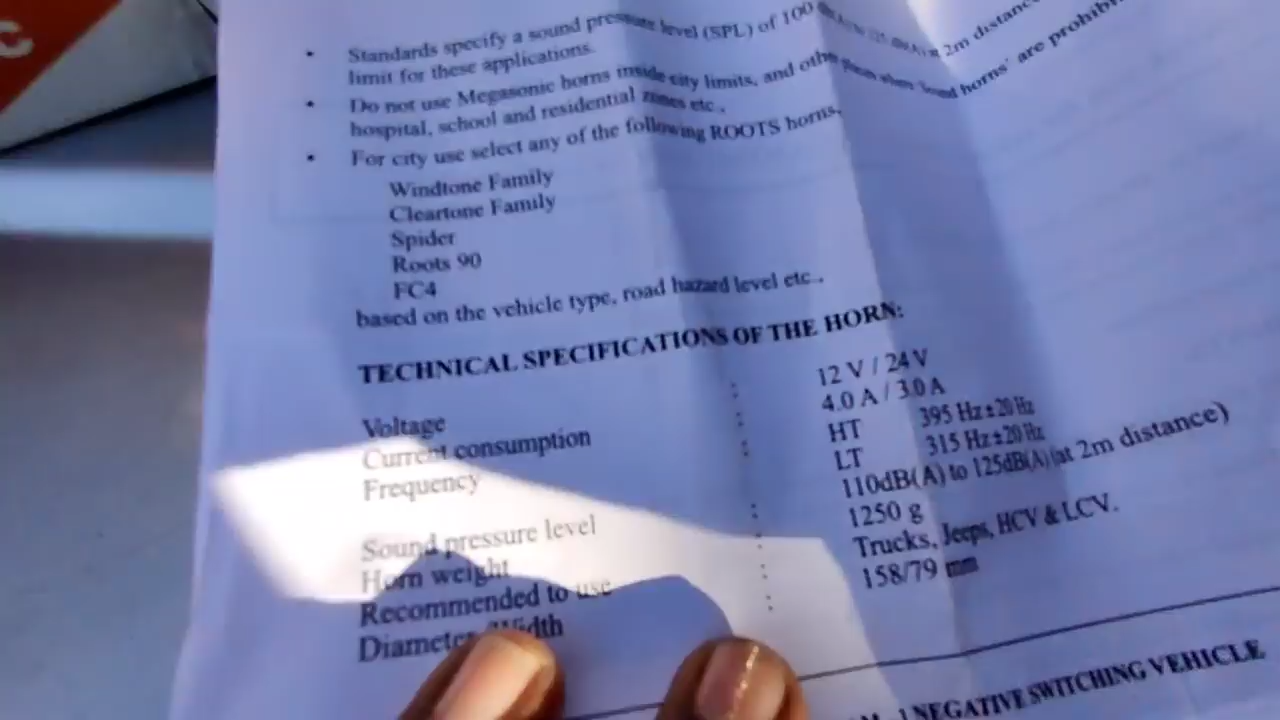 C
• Standards specify a sound pressure level (SPL) of 100 2m distance
limit for these applications.
• Do not use Megasonic horns inside city limits, and other horns' are prohibi
hospital, school and residential zones etc.,
• For city use select any of the following ROOTS horns.
Windtone Family
Cleartone Family
Spider
Roots 90
FC4
based on the vehicle type, road hazard level etc.,
TECHNICAL SPECIFICATIONS OF THE HORN:
Voltage : 12 V / 24 V
Current consumption : 4.0 A / 3.0 A
Frequency : HT 395 Hz±20 Hz
LT 315 Hz±20 Hz
Sound pressure level : 110dB(A) to 125dB(A) (at 2m distance)
Horn weight : 1250 g
Recommended to use : Trucks, Jeeps, HCV & LCV.
Diameter Width : 158/79 mm
NEGATIVE SWITCHING VEHICLE